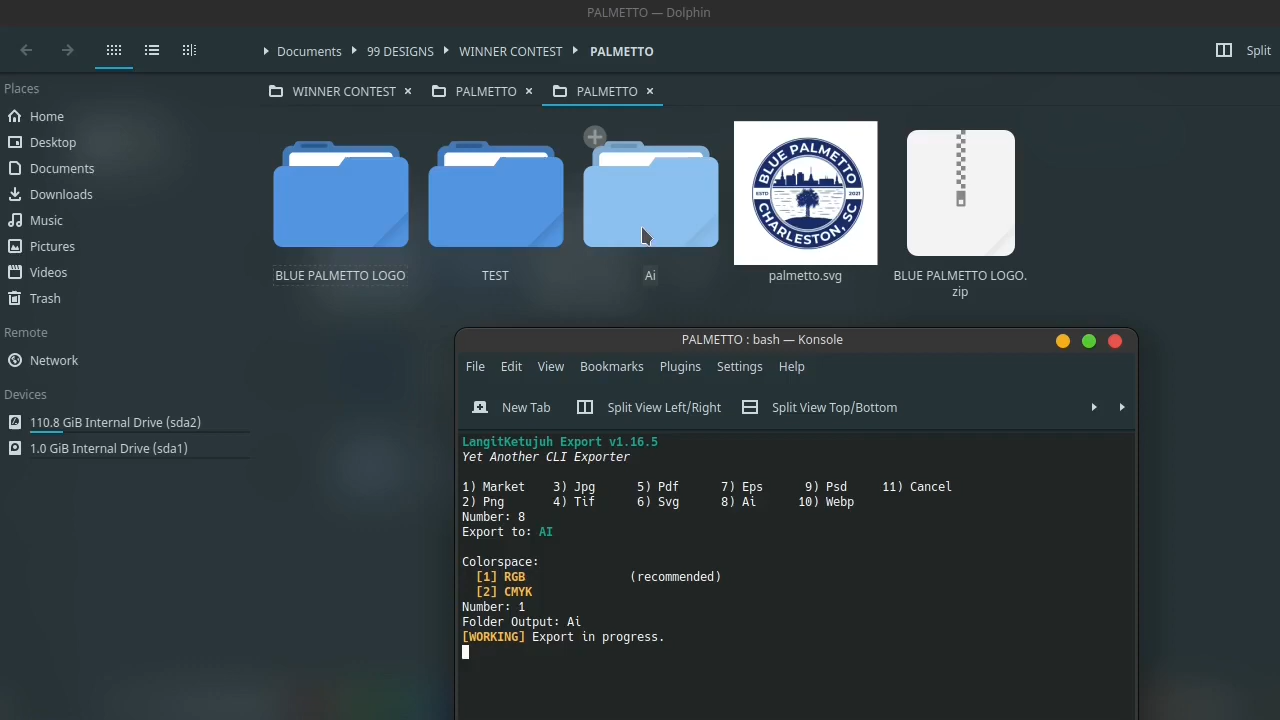 PALMETTO — Dolphin
Documents 99 DESIGNS WINNER CONTEST PALMETTO
Split
Places
WINNER CONTEST × PALMETTO × PALMETTO ×
Home
Desktop
Documents
Downloads
Music
Pictures
Videos
Trash
Remote
Network
Devices
110.8 GiB Internal Drive (sda2)
1.0 GiB Internal Drive (sda1)
BLUE PALMETTO
ESTD 2021
CHARLESTON, SC
BLUE PALMETTO LOGO
TEST
Ai
palmetto.svg
BLUE PALMETTO LOGO.
zip
PALMETTO : bash — Konsole
File Edit View Bookmarks Plugins Settings Help
New Tab Split View Left/Right Split View Top/Bottom
LangitKetujuh Export v1.16.5
Yet Another CLI Exporter
1) Market 3) Jpg 5) Pdf 7) Eps 9) Psd 11) Cancel
2) Png 4) Tif 6) Svg 8) Ai 10) Webp
Number: 8
Export to: AI
Colorspace:
[1] RGB (recommended)
[2] CMYK
Number: 1
Folder Output: Ai
[WORKING] Export in progress.